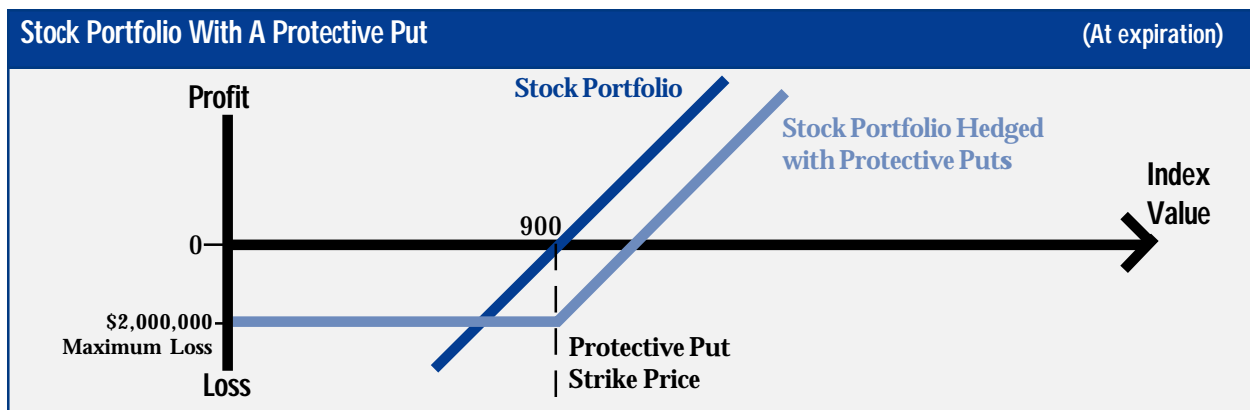 Stock Portfolio With A Protective Put (At expiration)
Profit
Stock Portfolio
Stock Portfolio Hedged
with Protective Puts
Index
Value
900
0
$2,000,000
Maximum Loss
Protective Put
Strike Price
Loss